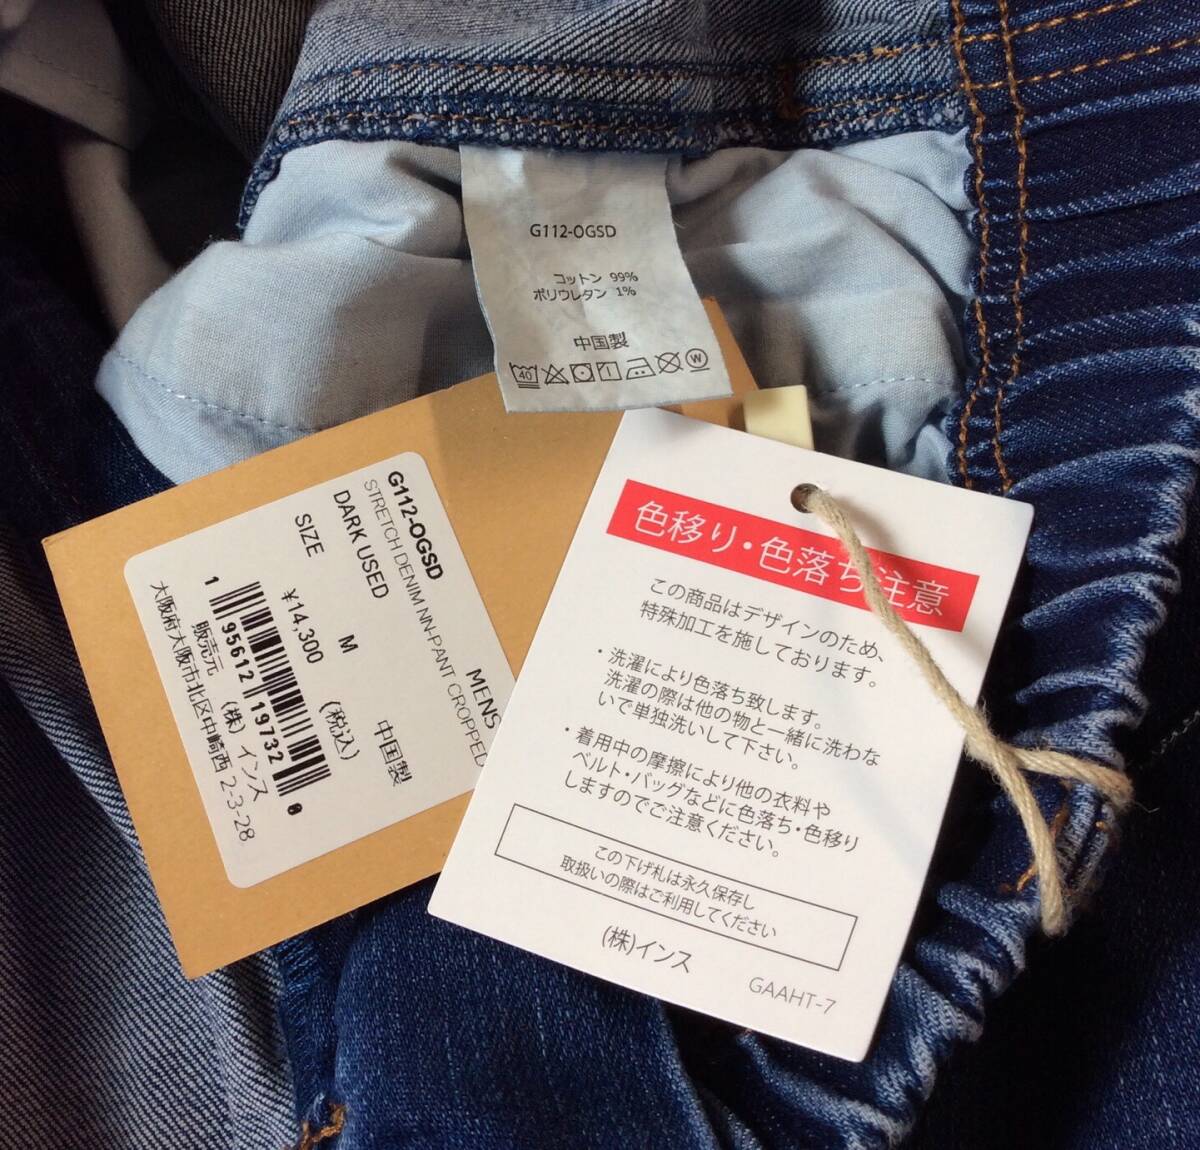 G112-OGSD
コットン 99%
ポリウレタン 1%
中国製
40
W
G112-OGSD
MENS
STRETCH DENIM NN-PANT CROPPED
DARK USED
SIZE M 中国製
¥14,300 (税込)
1 95612 19732 8
販売元 (株) インス
大阪府大阪市北区中崎西 2-3-28
色移り・色落ち注意
この商品はデザインのため、
特殊加工を施しております。
・洗濯により色落ち致します。
洗濯の際は他の物と一緒に洗わな
いで単独洗いして下さい。
・着用中の摩擦により他の衣料や
ベルト・バッグなどに色落ち・色移り
しますのでご注意ください。
この下げ札は永久保存し
取扱いの際はご利用してください
(株)インス
GAAHT-7